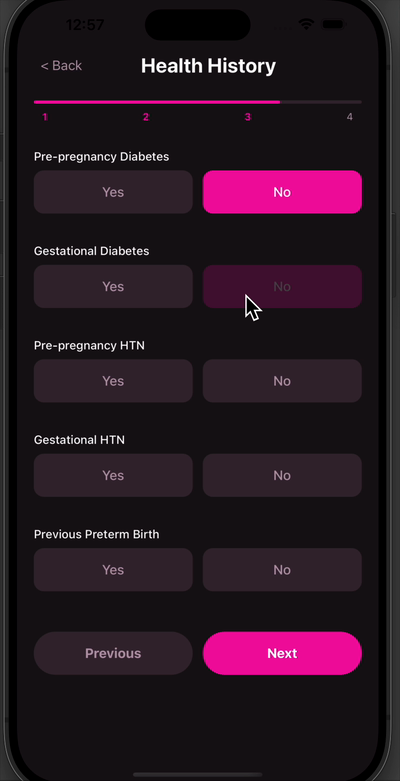 12:57
< Back
Health History
1 2 3 4
Pre-pregnancy Diabetes
Yes No
Gestational Diabetes
Yes No
Pre-pregnancy HTN
Yes No
Gestational HTN
Yes No
Previous Preterm Birth
Yes No
Previous Next